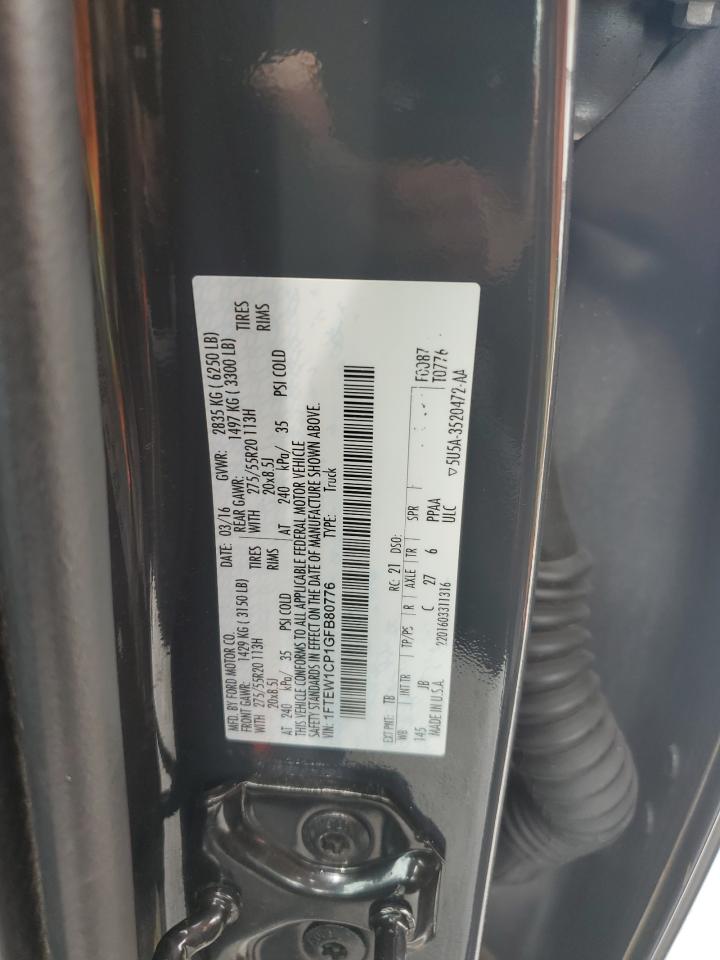 MFD. BY FORD MOTOR CO. DATE: 03/16 GVWR: 2835 KG ( 6250 LB)
FRONT GAWR: 1429 KG ( 3150 LB) REAR GAWR: 1497 KG ( 3300 LB)
WITH 275/55R20 113H TIRES WITH 275/55R20 113H TIRES
20x8.5J RIMS 20x8.5J RIMS
AT 240 kPa/ 35 PSI COLD AT 240 kPa/ 35 PSI COLD
THIS VEHICLE CONFORMS TO ALL APPLICABLE FEDERAL MOTOR VEHICLE
SAFETY STANDARDS IN EFFECT ON THE DATE OF MANUFACTURE SHOWN ABOVE.
VIN: 1FTEW1CP1GFB80776 TYPE: Truck
EXT PNT: TB RC: 21 DSO:
WB INT TR TP/PS R AXLE TR SPR
145 JB C 27 6 PPAA
MADE IN U.S.A. 2201603311316 ULC
T0776
▽5U5A-3520472-AA